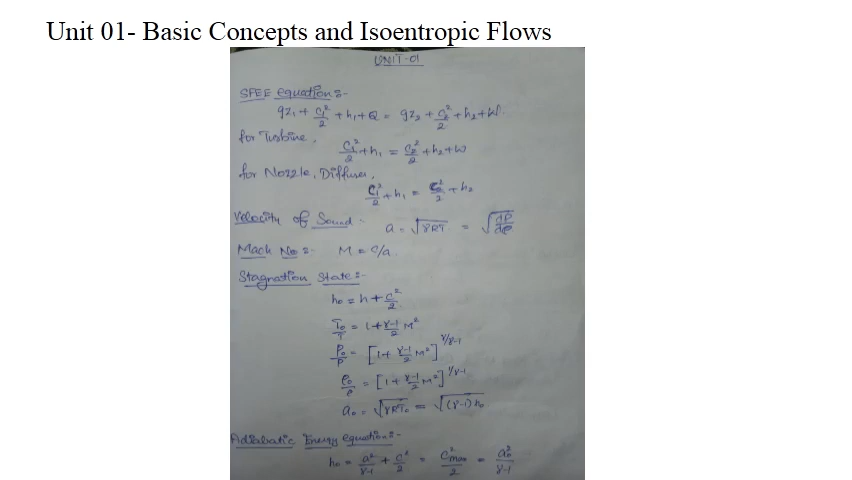 Unit 01- Basic Concepts and Isoentropic Flows
UNIT-01
SFEE equation:-
gz₁ + c₁²/2 + h₁ + Q = gz₂ + c₂²/2 + h₂ + W.
for Turbine,
c₁²/2 + h₁ = c₂²/2 + h₂ + W
for Nozzle, Diffuser,
c₁²/2 + h₁ = c₂²/2 + h₂
Velocity of Sound -
a = √(γRT) = √(dP/dρ)
Mach No :- M = c/a.
Stagnation State :-
h₀ = h + c²/2
T₀/T = 1 + (γ-1)/2 M²
P₀/P = [1 + (γ-1)/2 M²]^(γ/γ-1)
ρ₀/ρ = [1 + (γ-1)/2 M²]^(1/γ-1)
a₀ = √(γRT₀) = √((γ-1)h₀
Adiabatic Energy equation :-
h₀ = a²/(γ-1) + c²/2 = c²max/2 = a₀²/(γ-1)